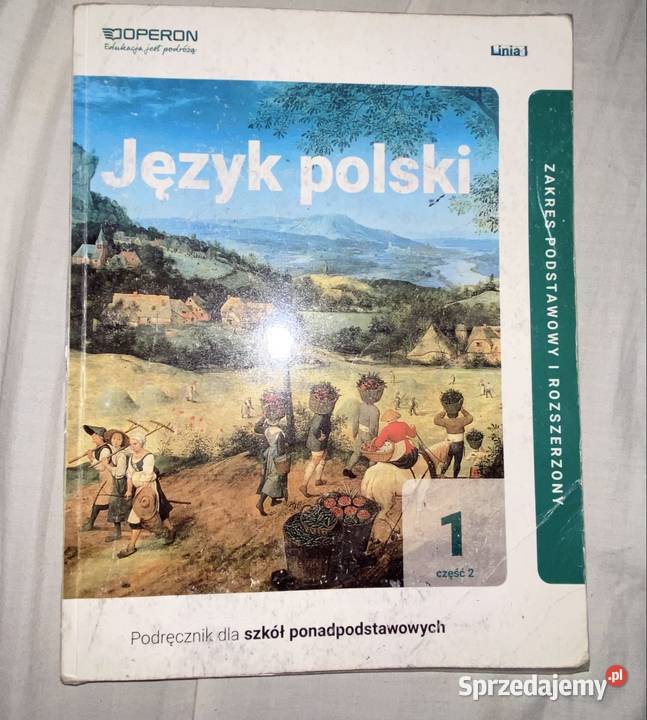 OPERON
Edukacja jest podróżą
Linia I
Język polski
ZAKRES PODSTAWOWY I ROZSZERZONY
1
część 2
Podręcznik dla szkół ponadpodstawowych
Sprzedajemy.pl